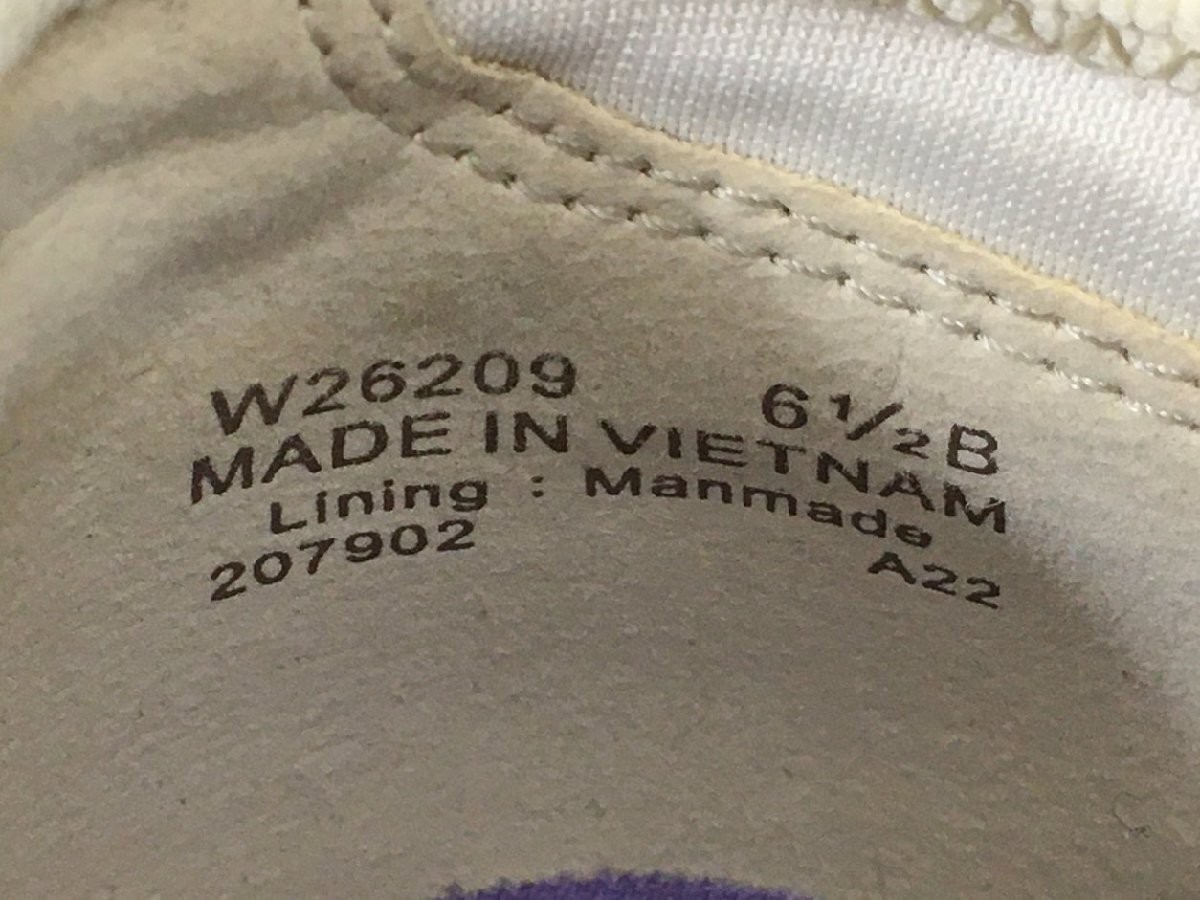 W26209 6½B
MADE IN VIETNAM
Lining : Manmade
207902 A22